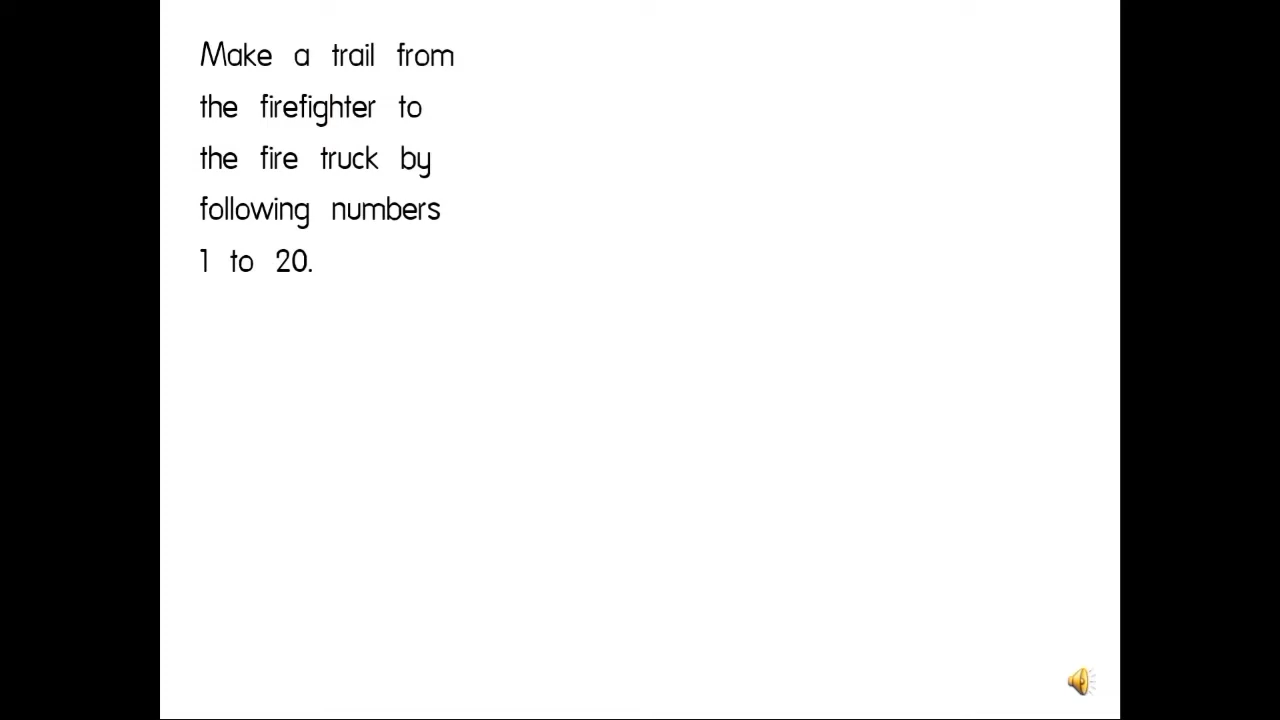 Make a trail from
the firefighter to
the fire truck by
following numbers
1 to 20.